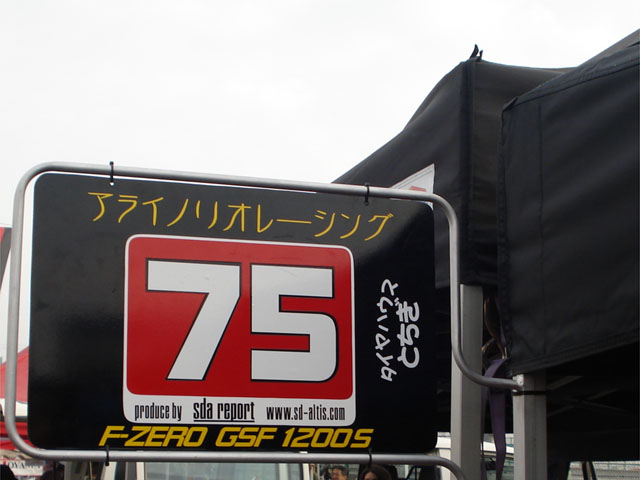 アライノリオレーシング
75
タイヤハウス
とちぎ
produce by sda report www.sd-altis.com
F-ZERO GSF 1200S